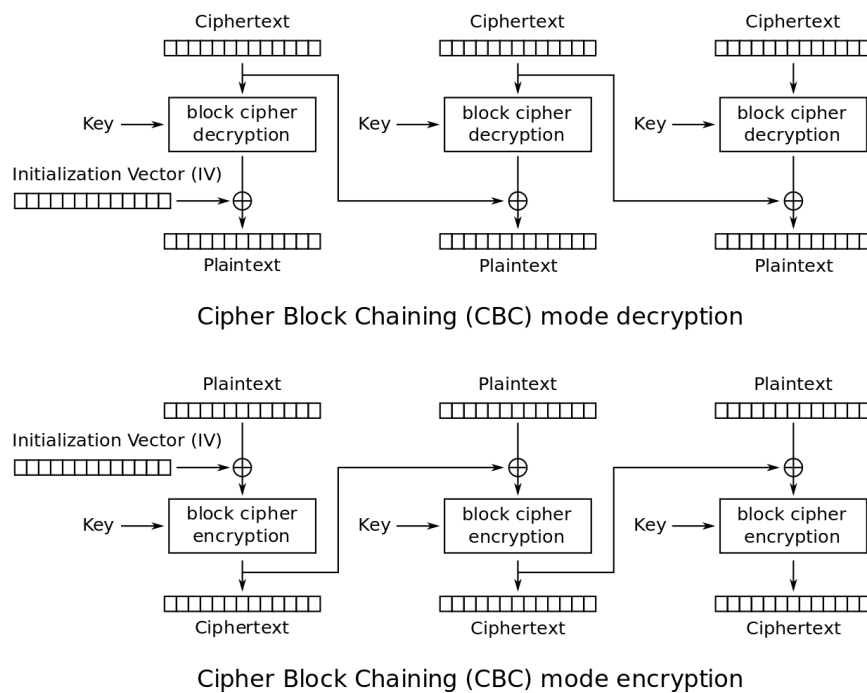 Ciphertext Ciphertext Ciphertext
Key block cipher decryption Key block cipher decryption Key block cipher decryption
Initialization Vector (IV)
Plaintext Plaintext Plaintext
Cipher Block Chaining (CBC) mode decryption
Plaintext Plaintext Plaintext
Initialization Vector (IV)
Key block cipher encryption Key block cipher encryption Key block cipher encryption
Ciphertext Ciphertext Ciphertext
Cipher Block Chaining (CBC) mode encryption